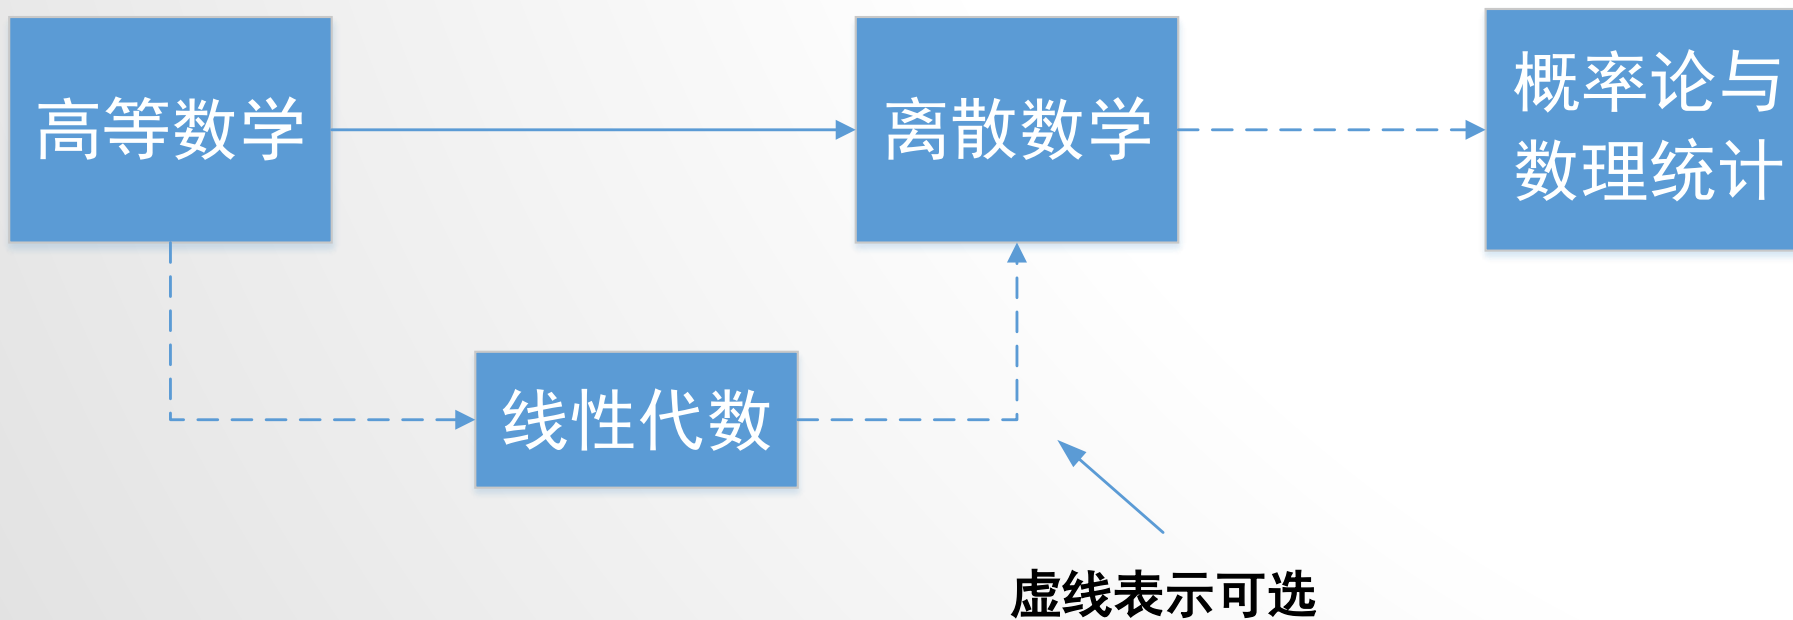 高等数学
离散数学
概率论与
数理统计
线性代数
虚线表示可选